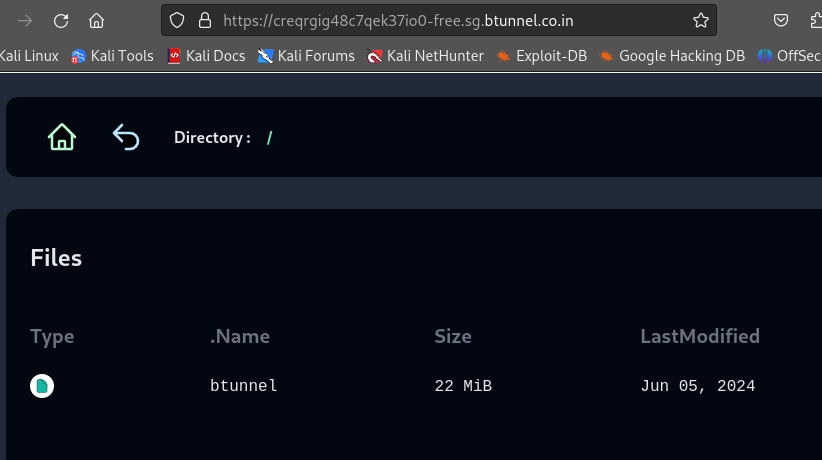 https://creqrgig48c7qek37io0-free.sg.btunnel.co.in
Kali Linux Kali Tools Kali Docs Kali Forums Kali NetHunter Exploit-DB Google Hacking DB OffSec
Directory : /
Files
Type .Name Size LastModified
btunnel 22 MiB Jun 05, 2024